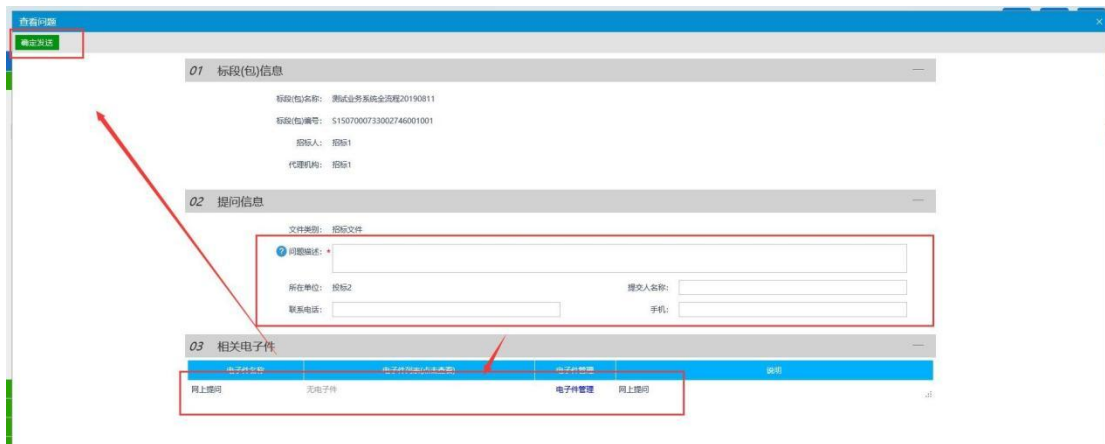 查看问题
确定发送
01 标段(包)信息
标段(包)名称: 测试业务系统全流程20190811
标段(包)编号: S1507000733002746001001
招标人: 招标1
代理机构: 招标1
02 提问信息
文件类别: 招标文件
问题描述: *
所在单位: 投标2 提交人名称:
联系电话: 手机:
03 相关电子件
电子件名称 电子件列表(点击查看) 电子件管理 说明
网上提问 无电子件 电子件管理 网上提问